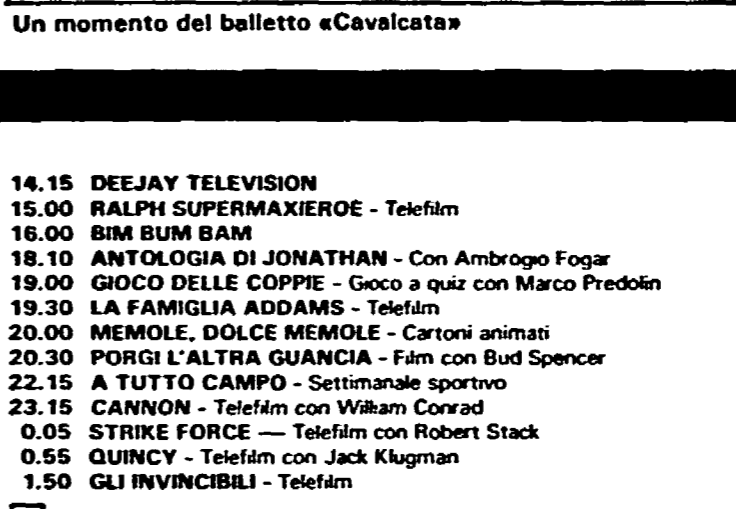 Un momento del balletto «Cavalcata»
14.15 DEEJAY TELEVISION
15.00 RALPH SUPERMAXIEROE - Telefilm
16.00 BIM BUM BAM
18.10 ANTOLOGIA DI JONATHAN - Con Ambrogio Fogar
19.00 GIOCO DELLE COPPIE - Gioco a quiz con Marco Predolin
19.30 LA FAMIGLIA ADDAMS - Telefilm
20.00 MEMOLE, DOLCE MEMOLE - Cartoni animati
20.30 PORGI L'ALTRA GUANCIA - Film con Bud Spencer
22.15 A TUTTO CAMPO - Settimanale sportivo
23.15 CANNON - Telefilm con William Conrad
0.05 STRIKE FORCE — Telefilm con Robert Stack
0.55 QUINCY - Telefilm con Jack Klugman
1.50 GLI INVINCIBILI - Telefilm